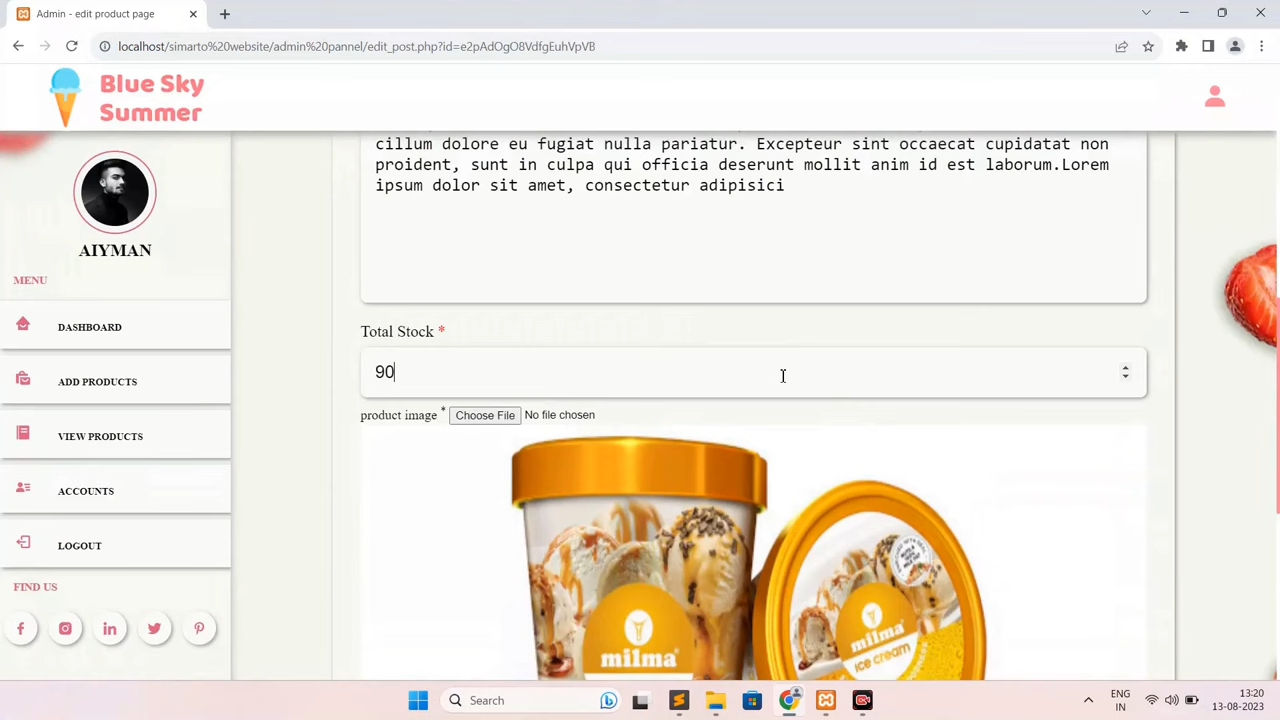 Admin - edit product page
localhost/simarto%20website/admin%20pannel/edit_post.php?id=e2pAdOgO8VdfgEuhVpVB
Blue Sky
Summer
AIYMAN
MENU
DASHBOARD
ADD PRODUCTS
VIEW PRODUCTS
ACCOUNTS
LOGOUT
FIND US
cillum dolore eu fugiat nulla pariatur. Excepteur sint occaecat cupidatat non
proident, sunt in culpa qui officia deserunt mollit anim id est laborum.Lorem
ipsum dolor sit amet, consectetur adipisici
Total Stock *
90
product image * Choose File No file chosen
milma
milma
ice cream
Search
ENG
IN
13:20
13-08-2023